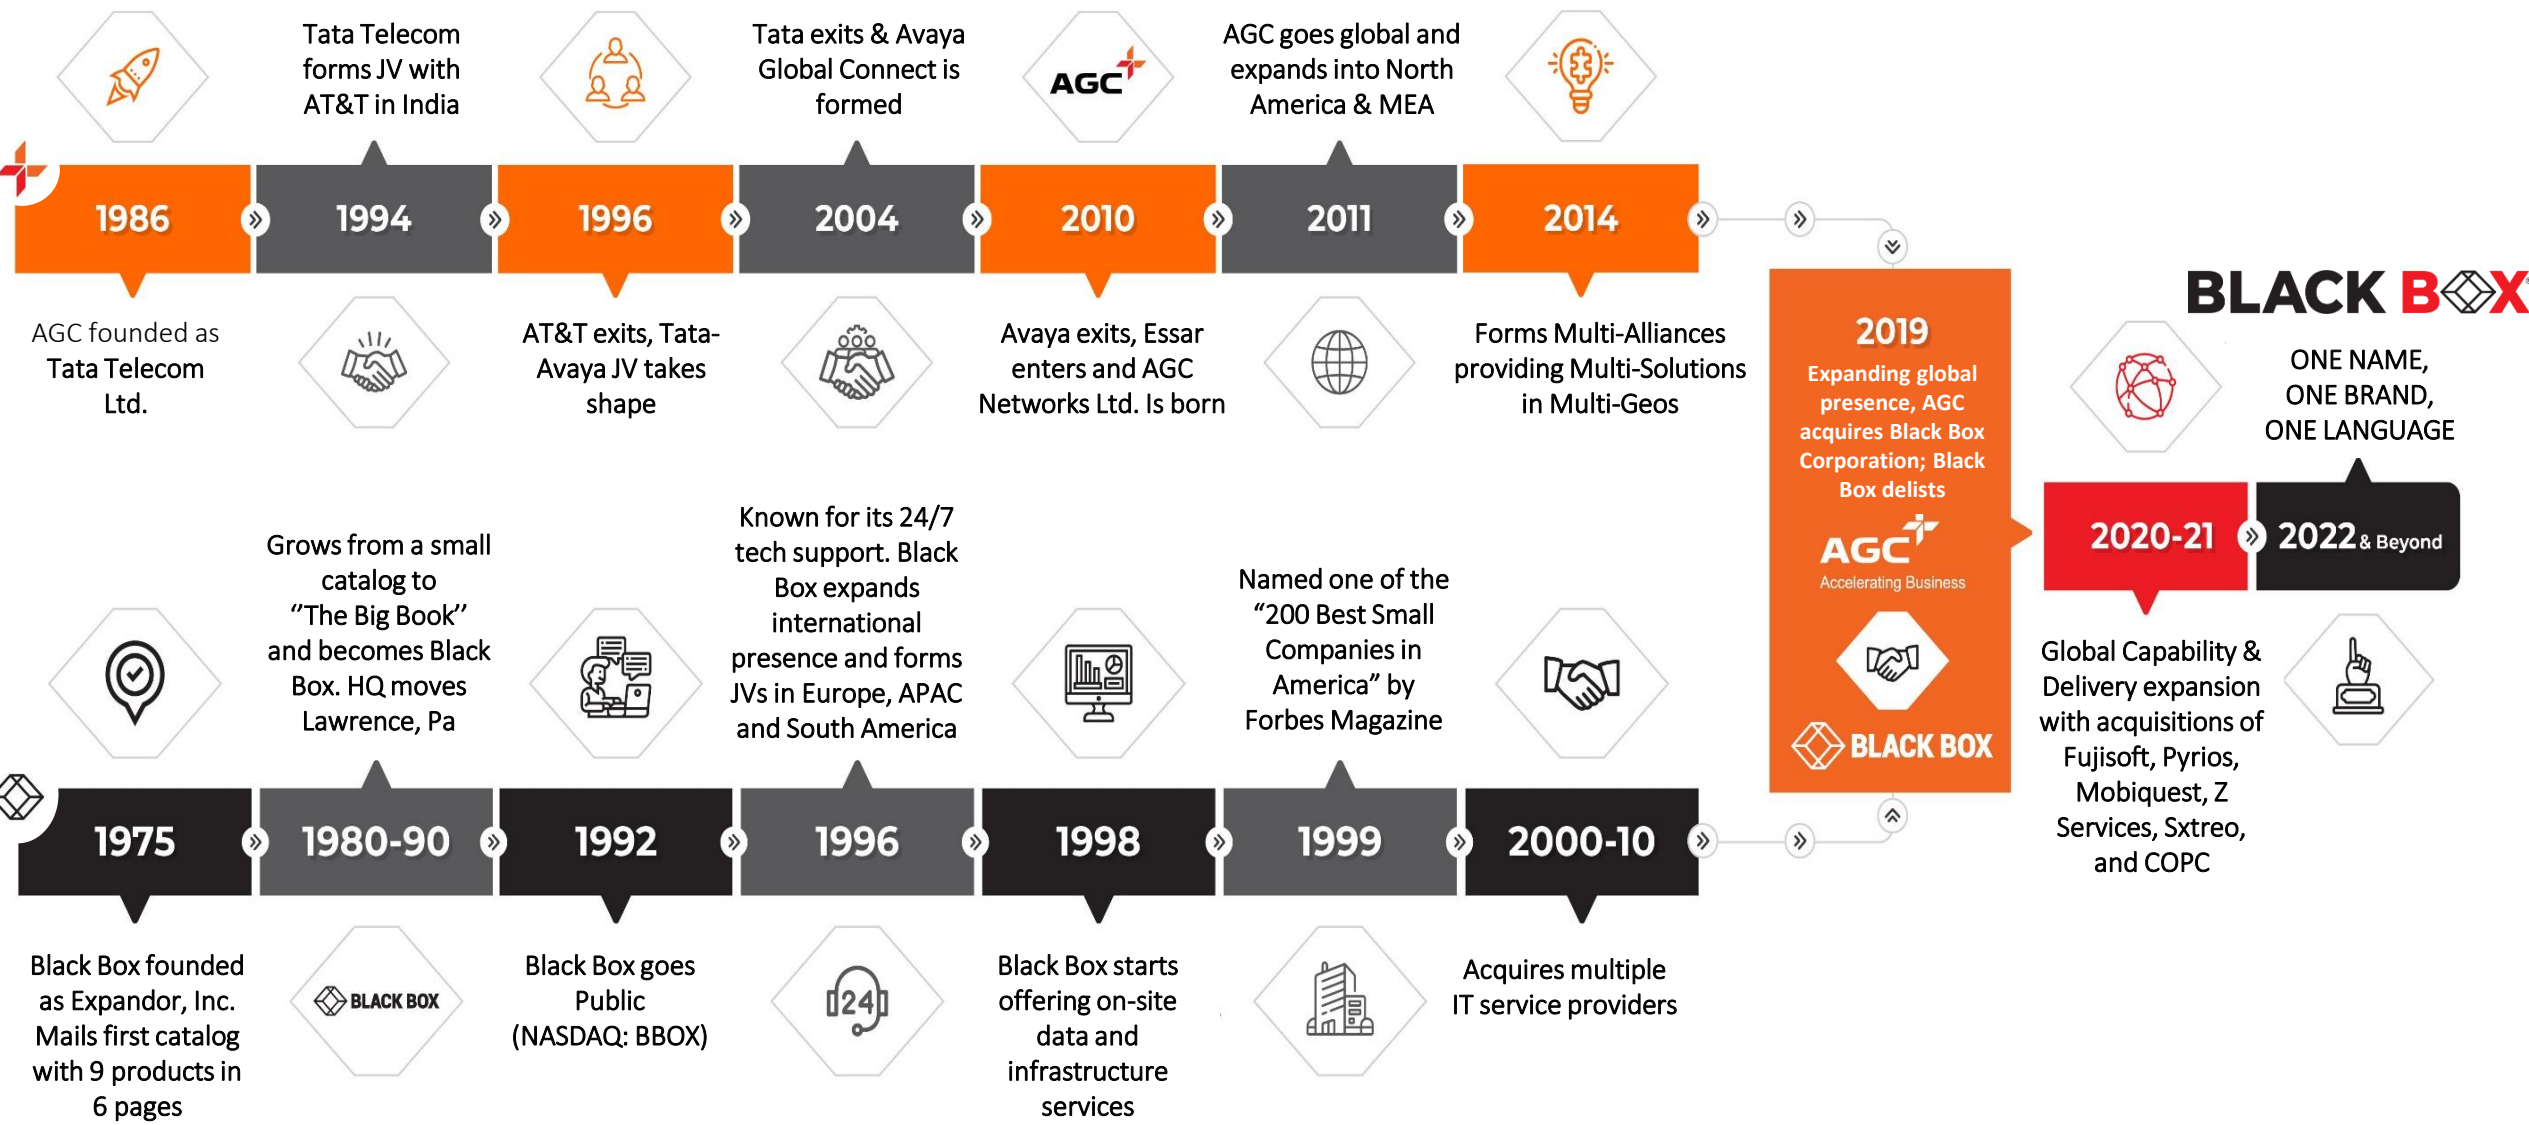 Tata Telecom
forms JV with
AT&T in India
Tata exits & Avaya
Global Connect is
formed
AGC
AGC goes global and
expands into North
America & MEA
1986
1994
1996
2004
2010
2011
2014
AGC founded as
Tata Telecom
Ltd.
AT&T exits, Tata-
Avaya JV takes
shape
Avaya exits, Essar
enters and AGC
Networks Ltd. Is born
Forms Multi-Alliances
providing Multi-Solutions
in Multi-Geos
2019
Expanding global
presence, AGC
acquires Black Box
Corporation; Black
Box delists
AGC
Accelerating Business
BLACK BOX
BLACK BOX®
ONE NAME,
ONE BRAND,
ONE LANGUAGE
2020-21
2022 & Beyond
Global Capability &
Delivery expansion
with acquisitions of
Fujisoft, Pyrios,
Mobiquest, Z
Services, Sxtreo,
and COPC
Grows from a small
catalog to
‘’The Big Book’’
and becomes Black
Box. HQ moves
Lawrence, Pa
Known for its 24/7
tech support. Black
Box expands
international
presence and forms
JVs in Europe, APAC
and South America
Named one of the
“200 Best Small
Companies in
America” by
Forbes Magazine
1975
1980-90
1992
1996
1998
1999
2000-10
Black Box founded
as Expandor, Inc.
Mails first catalog
with 9 products in
6 pages
BLACK BOX
Black Box goes
Public
(NASDAQ: BBOX)
24
Black Box starts
offering on-site
data and
infrastructure
services
Acquires multiple
IT service providers